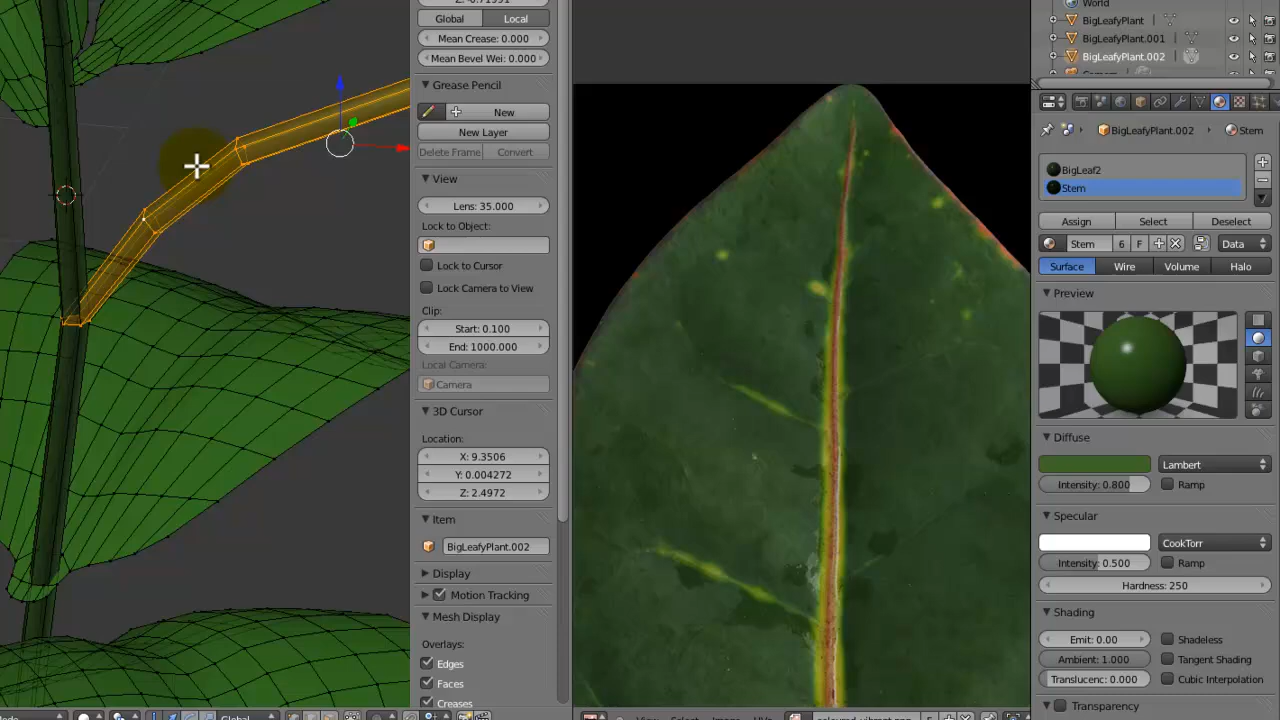 Global Local
Mean Crease: 0.000
Mean Bevel Wei: 0.000
Grease Pencil
New
New Layer
Delete Frame Convert
View
Lens: 35.000
Lock to Object:
Lock to Cursor
Lock Camera to View
Clip:
Start: 0.100
End: 1000.000
Local Camera:
Camera
3D Cursor
Location:
X: 9.3506
Y: 0.004272
Z: 2.4972
Item
BigLeafyPlant.002
Display
Motion Tracking
Mesh Display
Overlays:
Edges
Faces
Creases
Global
View Select Image UVs
World
BigLeafyPlant
BigLeafyPlant.001
BigLeafyPlant.002
BigLeafyPlant.002 Stem
BigLeaf2
Stem
Assign Select Deselect
Stem 6 F Data
Surface Wire Volume Halo
Preview
Diffuse
Lambert
Intensity: 0.800 Ramp
Specular
CookTorr
Intensity: 0.500 Ramp
Hardness: 250
Shading
Emit: 0.00 Shadeless
Ambient: 1.000 Tangent Shading
Translucenc: 0.000 Cubic Interpolation
Transparency